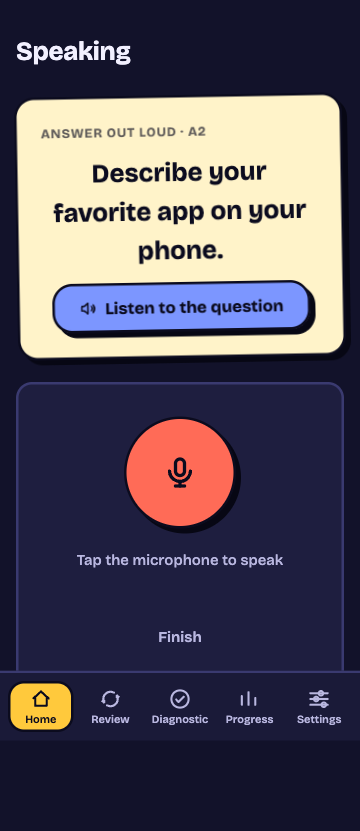 Speaking
ANSWER OUT LOUD · A2
Describe your
favorite app on your
phone.
Listen to the question
Tap the microphone to speak
Finish
Home
Review
Diagnostic
Progress
Settings